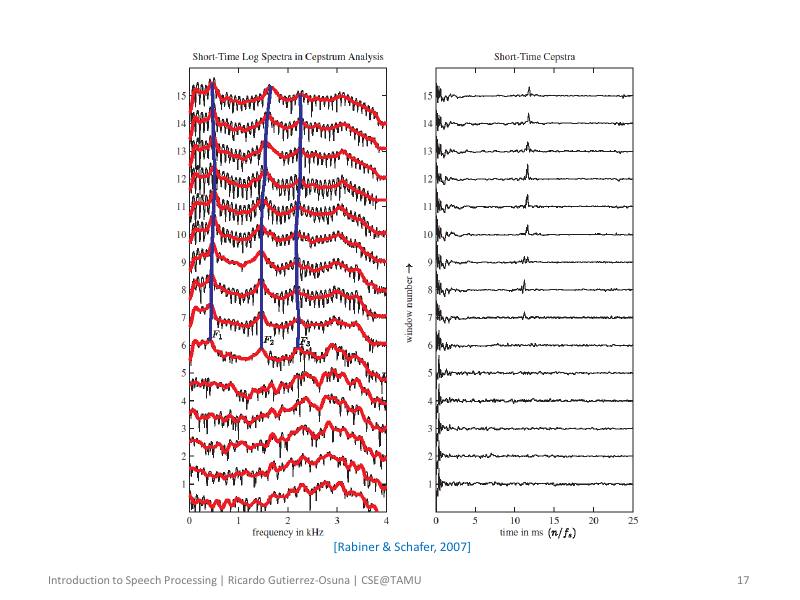 Short-Time Log Spectra in Cepstrum Analysis
15
14
13
12
11
10
9
8
7
6
5
4
3
2
1
F₁
F₂
F₃
0 1 2 3 4
frequency in kHz
Short-Time Cepstra
window number →
15
14
13
12
11
10
9
8
7
6
5
4
3
2
1
0 5 10 15 20 25
time in ms (n/fₛ)
[Rabiner & Schafer, 2007]
Introduction to Speech Processing | Ricardo Gutierrez-Osuna | CSE@TAMU 17